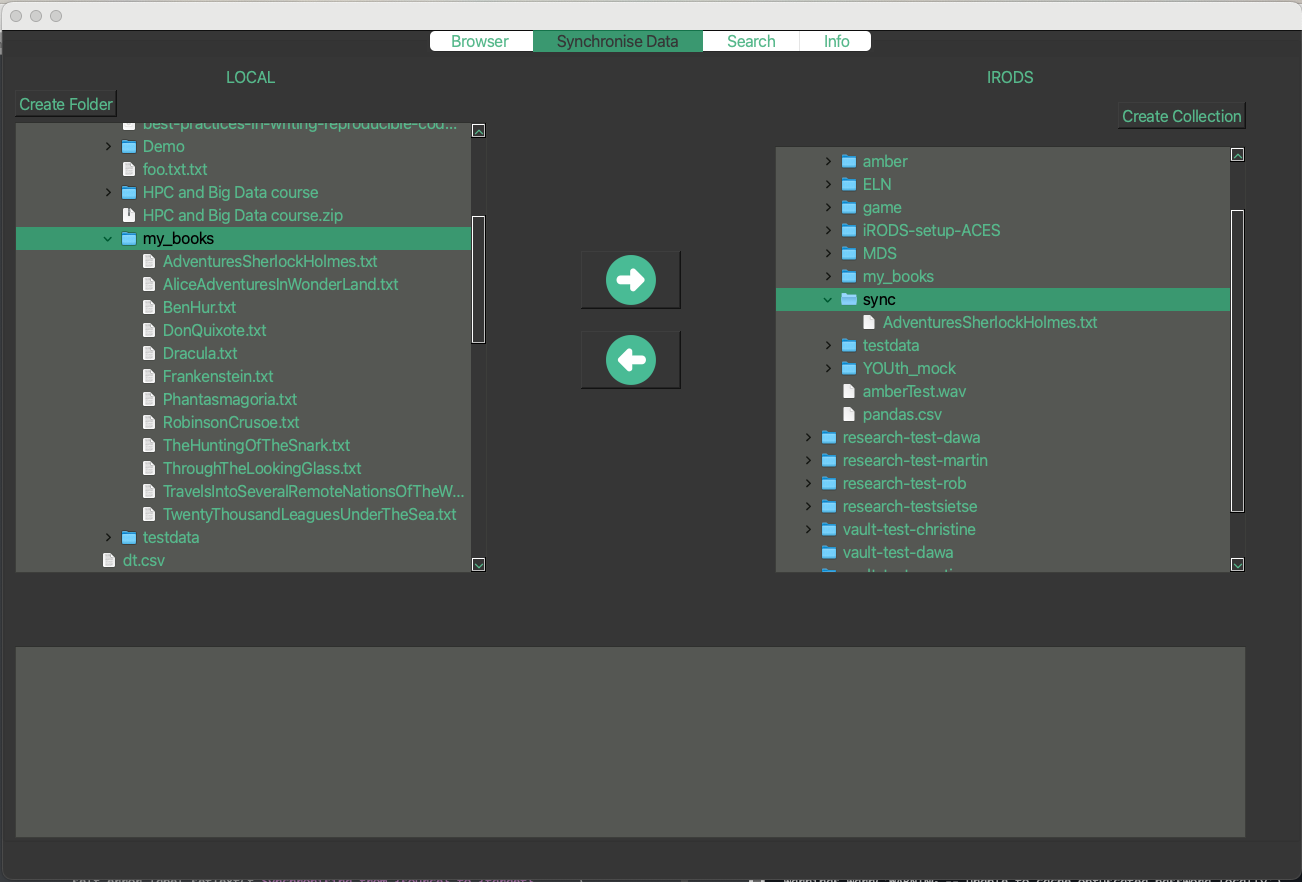 Browser Synchronise Data Search Info
LOCAL
Create Folder
best-practices-in-writing-reproducible-cod...
Demo
foo.txt.txt
HPC and Big Data course
HPC and Big Data course.zip
my_books
AdventuresSherlockHolmes.txt
AliceAdventuresInWonderLand.txt
BenHur.txt
DonQuixote.txt
Dracula.txt
Frankenstein.txt
Phantasmagoria.txt
RobinsonCrusoe.txt
TheHuntingOfTheSnark.txt
ThroughTheLookingGlass.txt
TravelsIntoSeveralRemoteNationsOfTheW...
TwentyThousandLeaguesUnderTheSea.txt
testdata
dt.csv
IRODS
Create Collection
amber
ELN
game
iRODS-setup-ACES
MDS
my_books
sync
AdventuresSherlockHolmes.txt
testdata
YOUth_mock
amberTest.wav
pandas.csv
research-test-dawa
research-test-martin
research-test-rob
research-testsietse
vault-test-christine
vault-test-dawa